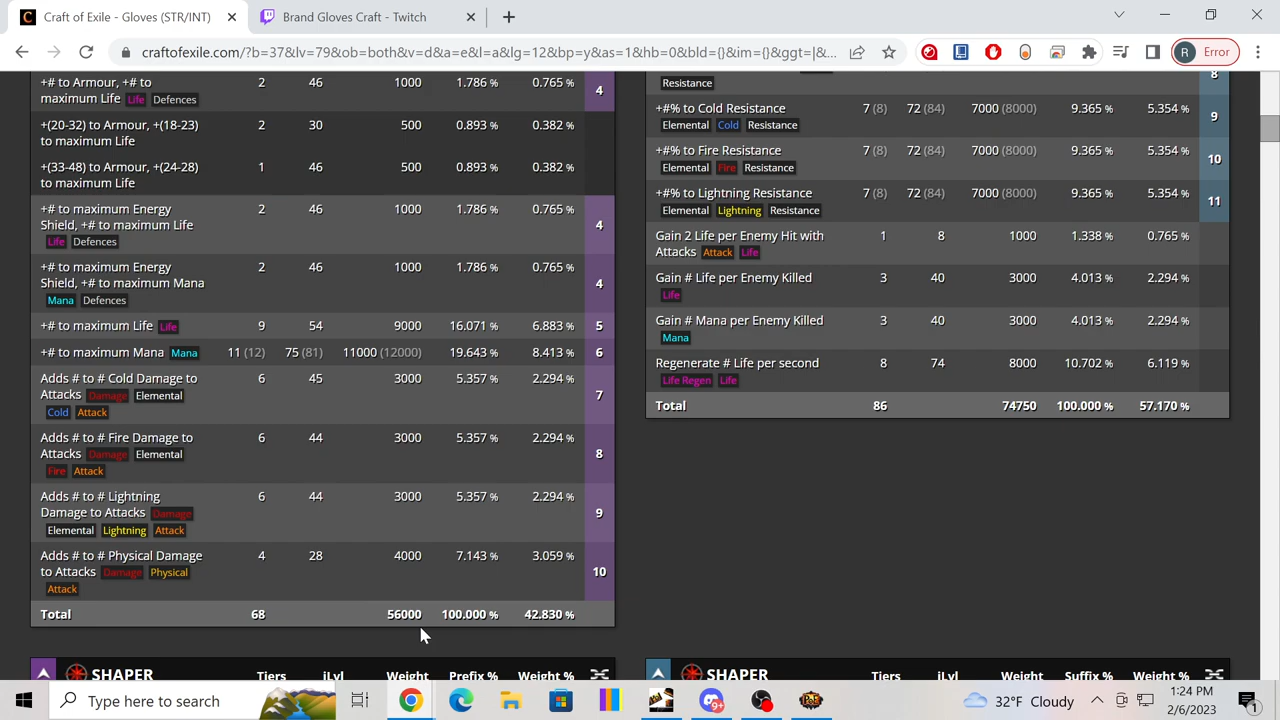 Craft of Exile - Gloves (STR/INT)
Brand Gloves Craft - Twitch
craftofexile.com/?b=37&lv=79&ob=both&v=d&a=e&l=a&lg=12&bp=y&as=1&hb=0&bld={}&im={}&ggt=|&...
R Error
+# to Armour, +# to maximum Life Life Defences 2 46 1000 1.786 % 0.765 % 4
+(20-32) to Armour, +(18-23) to maximum Life 2 30 500 0.893 % 0.382 %
+(33-48) to Armour, +(24-28) to maximum Life 1 46 500 0.893 % 0.382 %
+# to maximum Energy Shield, +# to maximum Life Life Defences 2 46 1000 1.786 % 0.765 % 4
+# to maximum Energy Shield, +# to maximum Mana Mana Defences 2 46 1000 1.786 % 0.765 % 4
+# to maximum Life Life 9 54 9000 16.071 % 6.883 % 5
+# to maximum Mana Mana 11 (12) 75 (81) 11000 (12000) 19.643 % 8.413 % 6
Adds # to # Cold Damage to Attacks Damage Elemental Cold Attack 6 45 3000 5.357 % 2.294 % 7
Adds # to # Fire Damage to Attacks Damage Elemental Fire Attack 6 44 3000 5.357 % 2.294 % 8
Adds # to # Lightning Damage to Attacks Damage Elemental Lightning Attack 6 44 3000 5.357 % 2.294 % 9
Adds # to # Physical Damage to Attacks Damage Physical Attack 4 28 4000 7.143 % 3.059 % 10
Total 68 56000 100.000 % 42.830 %
SHAPER Tiers iLvl Weight Prefix % Weight %
Resistance 8
+#% to Cold Resistance Elemental Cold Resistance 7 (8) 72 (84) 7000 (8000) 9.365 % 5.354 % 9
+#% to Fire Resistance Elemental Fire Resistance 7 (8) 72 (84) 7000 (8000) 9.365 % 5.354 % 10
+#% to Lightning Resistance Elemental Lightning Resistance 7 (8) 72 (84) 7000 (8000) 9.365 % 5.354 % 11
Gain 2 Life per Enemy Hit with Attacks Attack Life 1 8 1000 1.338 % 0.765 %
Gain # Life per Enemy Killed Life 3 40 3000 4.013 % 2.294 %
Gain # Mana per Enemy Killed Mana 3 40 3000 4.013 % 2.294 %
Regenerate # Life per second Life Regen Life 8 74 8000 10.702 % 6.119 %
Total 86 74750 100.000 % 57.170 %
SHAPER Tiers iLvl Weight Suffix % Weight %
Type here to search
9+
32°F Cloudy
1:24 PM
2/6/2023
1